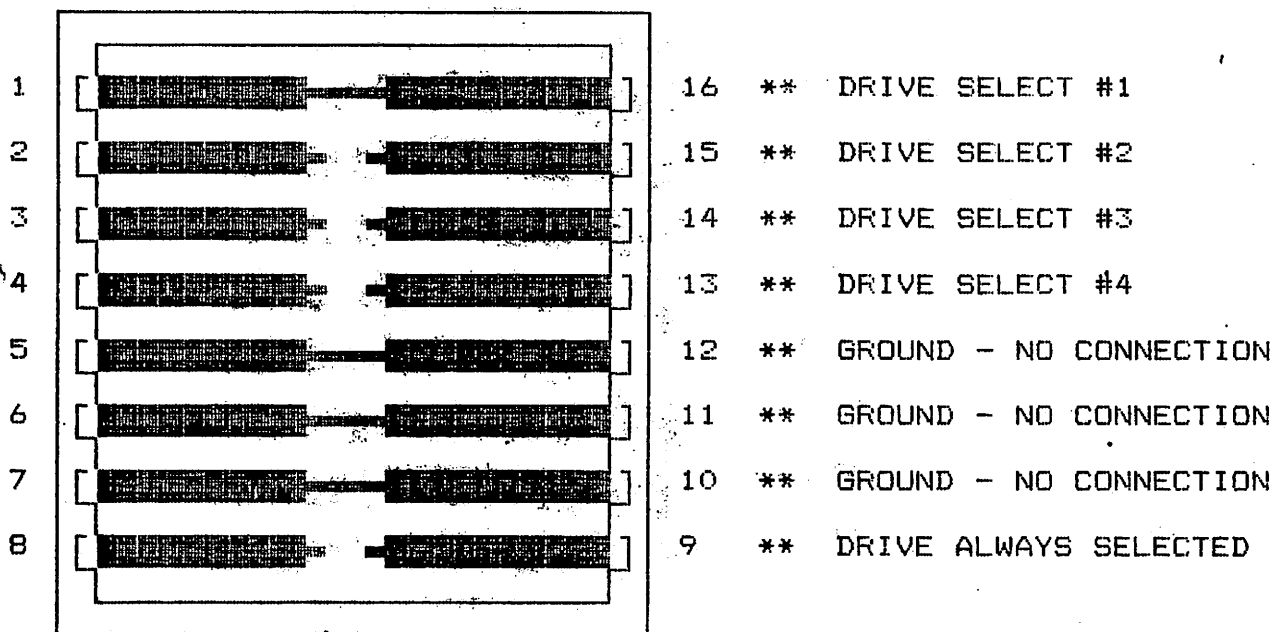 1 16 ** DRIVE SELECT #1
2 15 ** DRIVE SELECT #2
3 14 ** DRIVE SELECT #3
4 13 ** DRIVE SELECT #4
5 12 ** GROUND - NO CONNECTION
6 11 ** GROUND - NO CONNECTION
7 10 ** GROUND - NO CONNECTION
8 9 ** DRIVE ALWAYS SELECTED